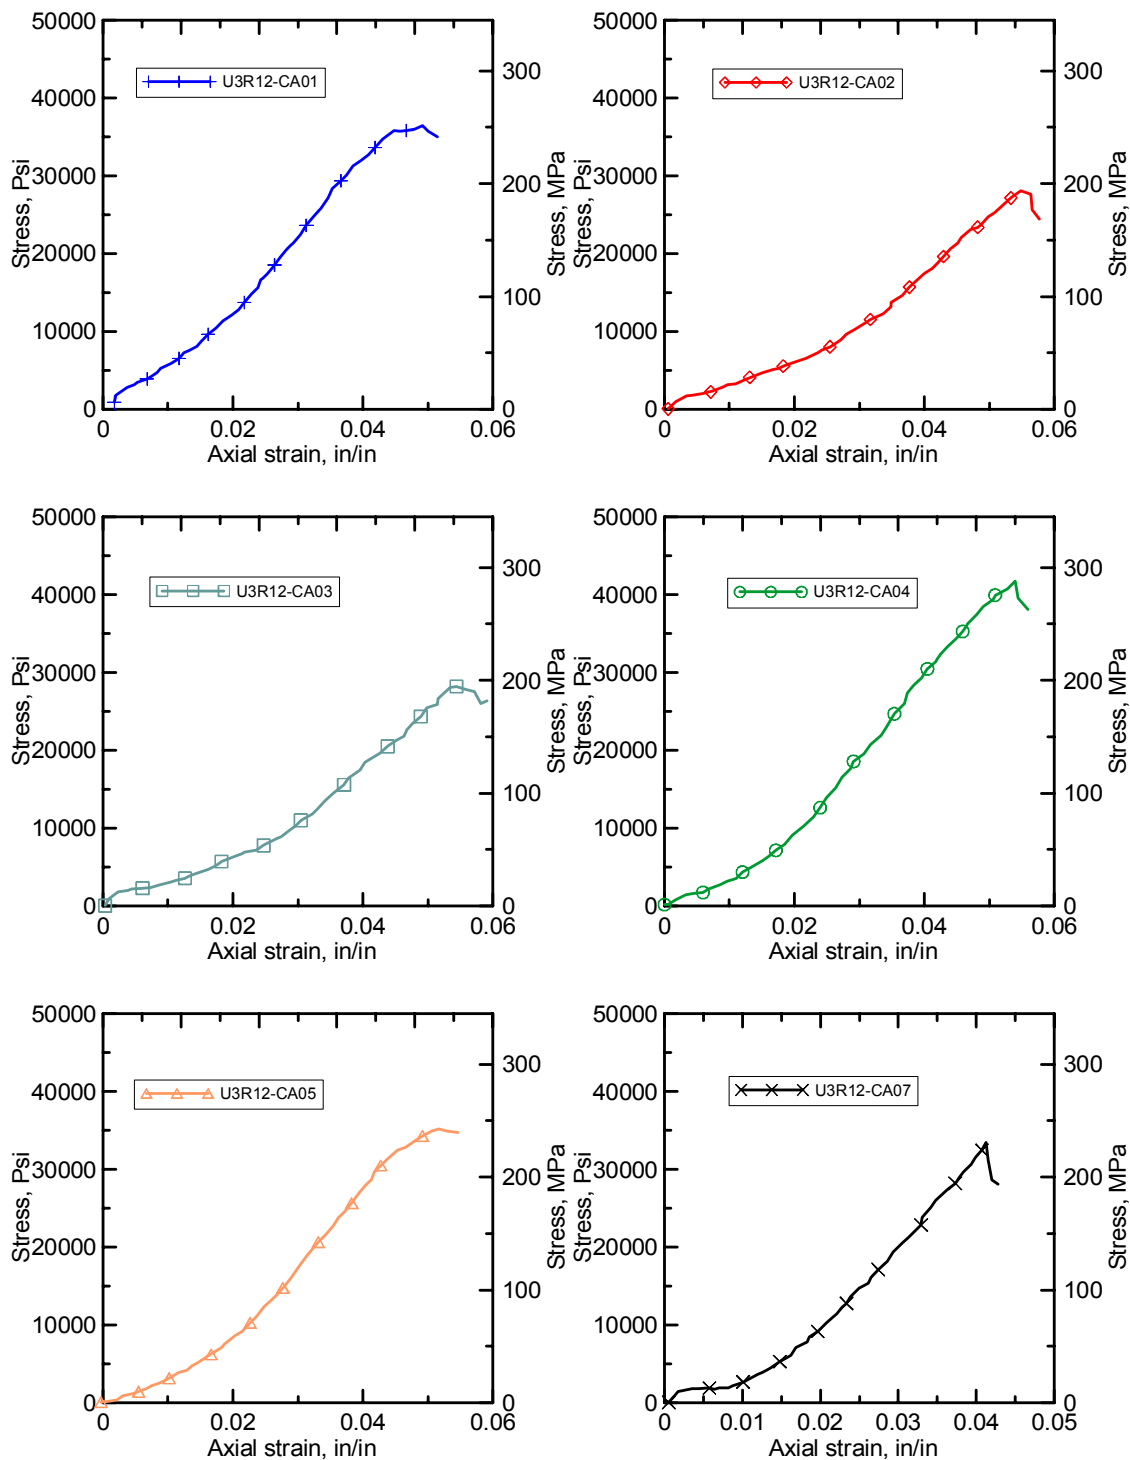 50000
40000
30000
20000
10000
0
Stress, Psi
U3R12-CA01
300
200
100
0
Stress, MPa
0 0.02 0.04 0.06
Axial strain, in/in
50000
40000
30000
20000
10000
0
Stress, Psi
U3R12-CA02
300
200
100
0
Stress, MPa
0 0.02 0.04 0.06
Axial strain, in/in
50000
40000
30000
20000
10000
0
Stress, Psi
U3R12-CA03
300
200
100
0
Stress, MPa
0 0.02 0.04 0.06
Axial strain, in/in
50000
40000
30000
20000
10000
0
Stress, Psi
U3R12-CA04
300
200
100
0
Stress, MPa
0 0.02 0.04 0.06
Axial strain, in/in
50000
40000
30000
20000
10000
0
Stress, Psi
U3R12-CA05
300
200
100
0
Stress, MPa
0 0.02 0.04 0.06
Axial strain, in/in
50000
40000
30000
20000
10000
0
Stress, Psi
U3R12-CA07
300
200
100
0
Stress, MPa
0 0.01 0.02 0.03 0.04 0.05
Axial strain, in/in